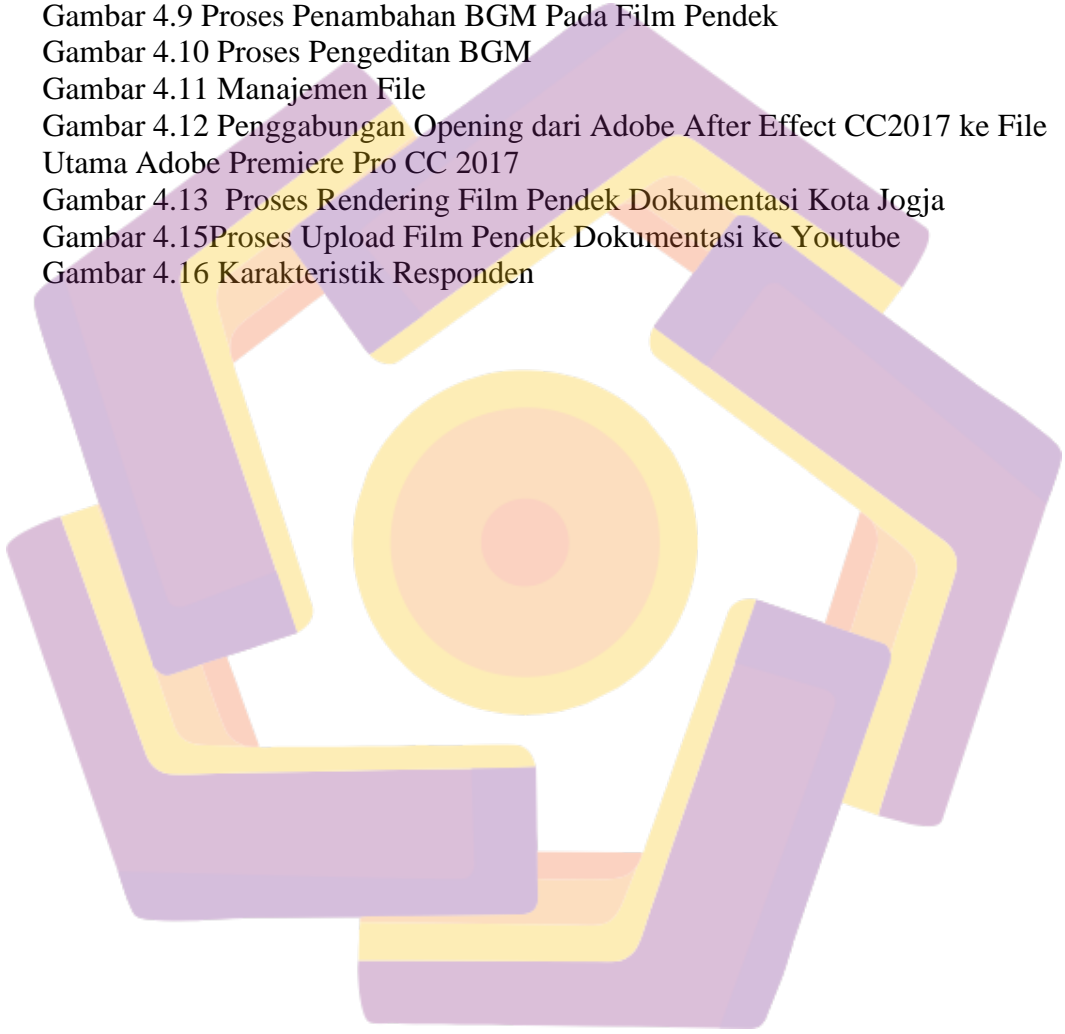 Gambar 4.9 Proses Penambahan BGM Pada Film Pendek
Gambar 4.10 Proses Pengeditan BGM
Gambar 4.11 Manajemen File
Gambar 4.12 Penggabungan Opening dari Adobe After Effect CC2017 ke File
Utama Adobe Premiere Pro CC 2017
Gambar 4.13  Proses Rendering Film Pendek Dokumentasi Kota Jogja
Gambar 4.15Proses Upload Film Pendek Dokumentasi ke Youtube
Gambar 4.16 Karakteristik Responden